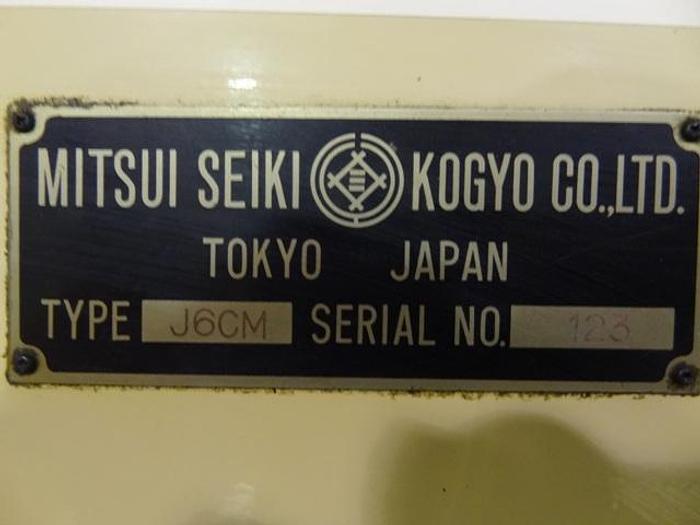 MITSUI SEIKI KOGYO CO.,LTD.
TOKYO JAPAN
TYPE J6CM SERIAL NO. 123